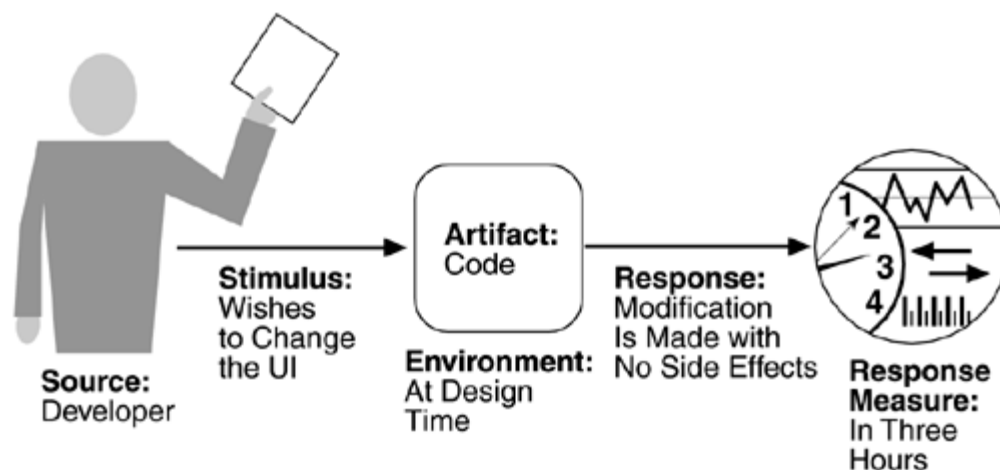 Source:
Developer
Stimulus:
Wishes
to Change
the UI
Artifact:
Code
Environment:
At Design
Time
Response:
Modification
Is Made with
No Side Effects
1
2
3
4
Response
Measure:
In Three
Hours